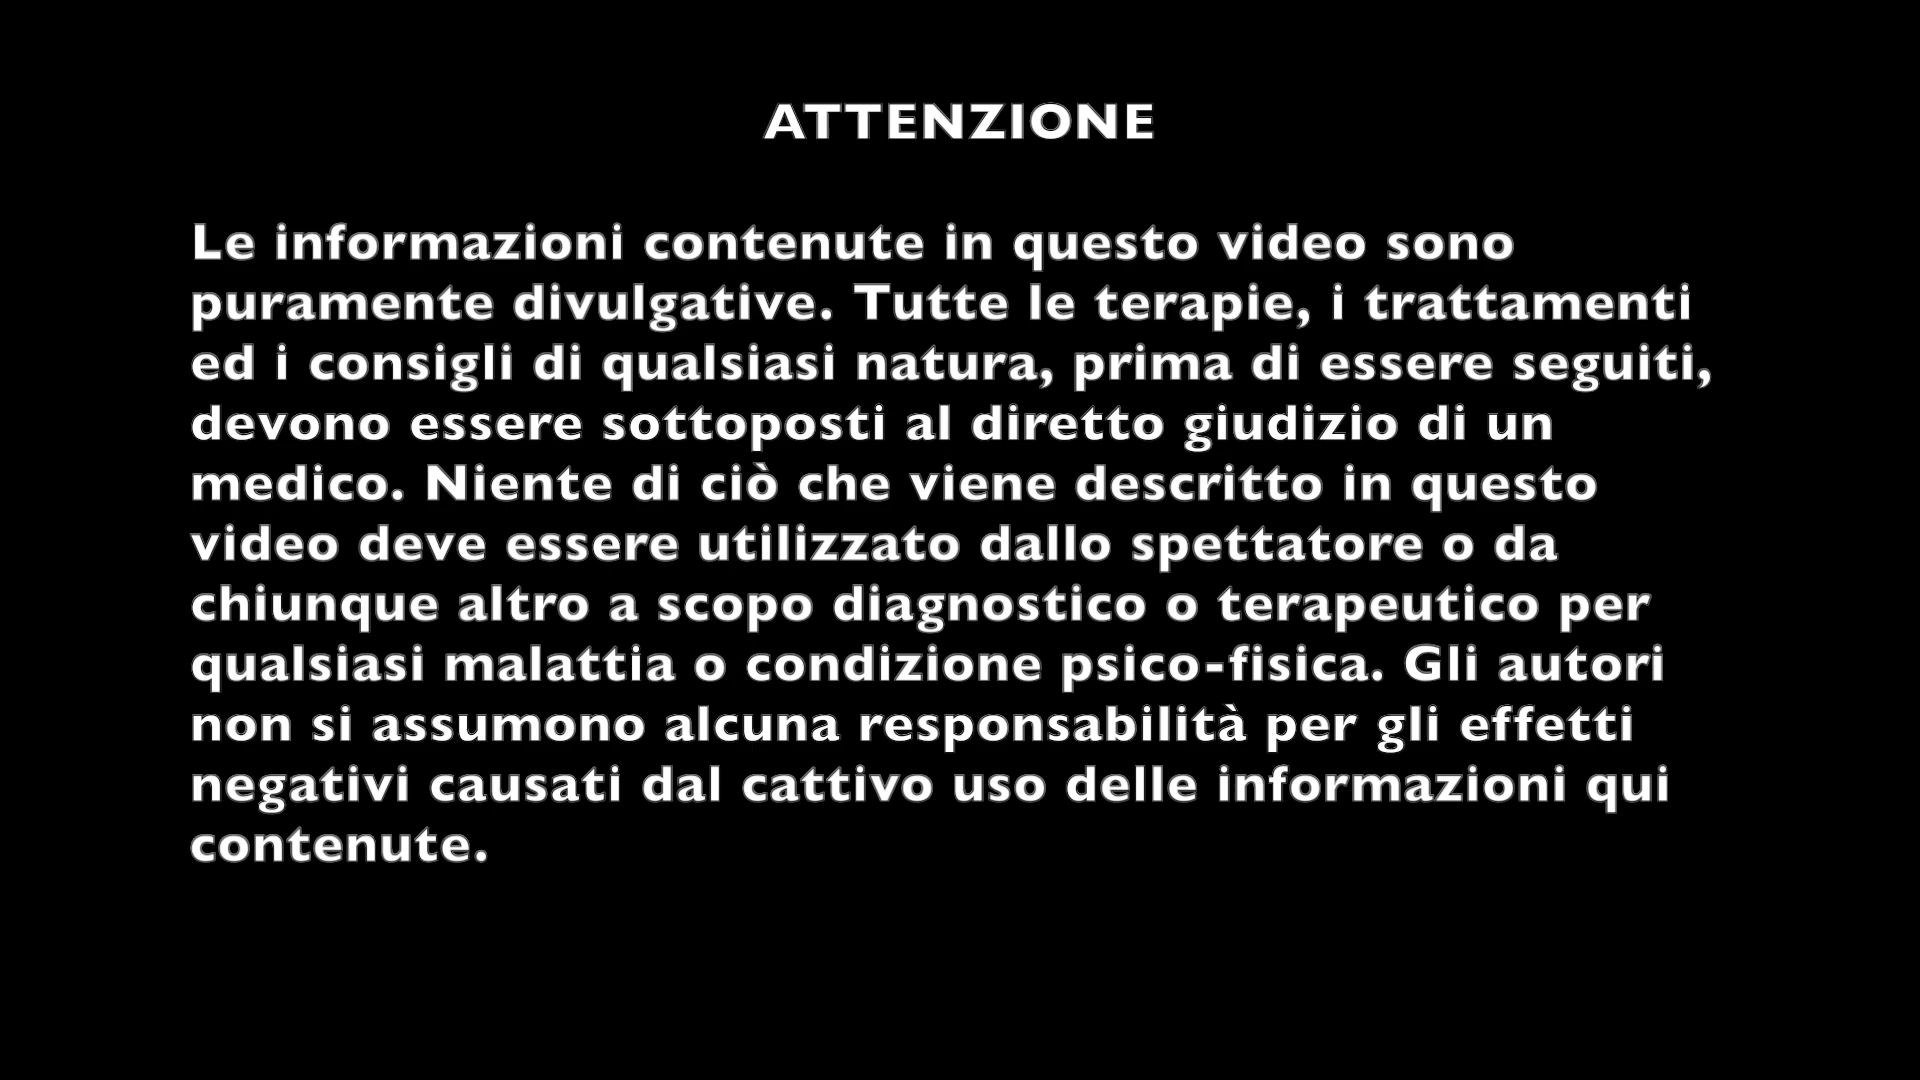 ATTENZIONE
Le informazioni contenute in questo video sono
puramente divulgative. Tutte le terapie, i trattamenti
ed i consigli di qualsiasi natura, prima di essere seguiti,
devono essere sottoposti al diretto giudizio di un
medico. Niente di ciò che viene descritto in questo
video deve essere utilizzato dallo spettatore o da
chiunque altro a scopo diagnostico o terapeutico per
qualsiasi malattia o condizione psico-fisica. Gli autori
non si assumono alcuna responsabilità per gli effetti
negativi causati dal cattivo uso delle informazioni qui
contenute.